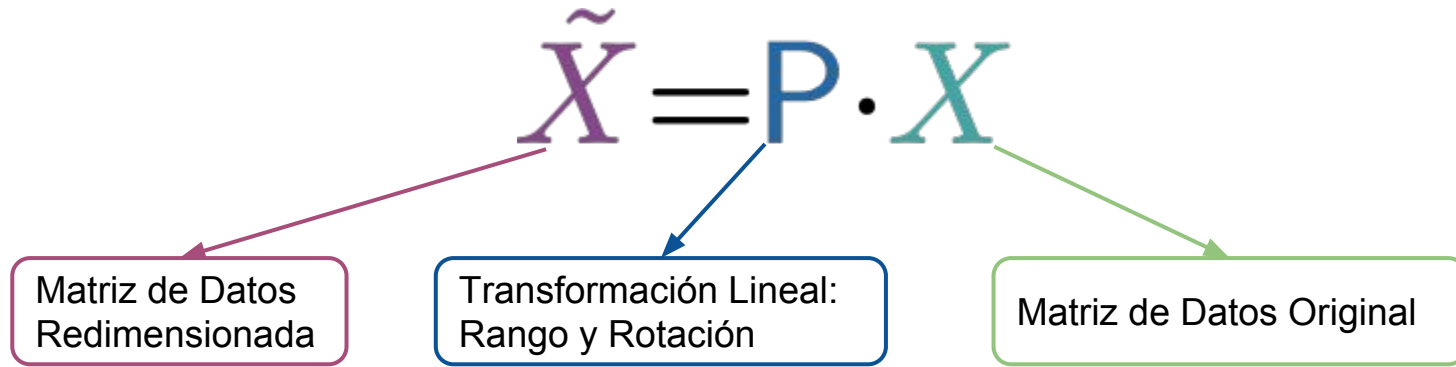 X̃ = P · X
Matriz de Datos
Redimensionada
Transformación Lineal:
Rango y Rotación
Matriz de Datos Original